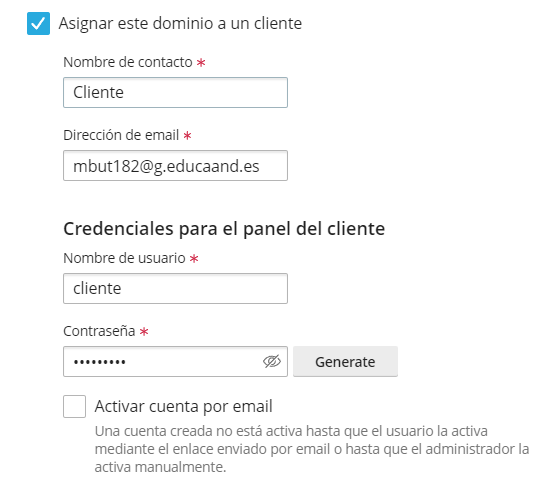 Asignar este dominio a un cliente
Nombre de contacto *
Cliente
Dirección de email *
mbut182@g.educaand.es
Credenciales para el panel del cliente
Nombre de usuario *
cliente
Contraseña *
•••••••••
Generate
Activar cuenta por email
Una cuenta creada no está activa hasta que el usuario la activa
mediante el enlace enviado por email o hasta que el administrador la
activa manualmente.